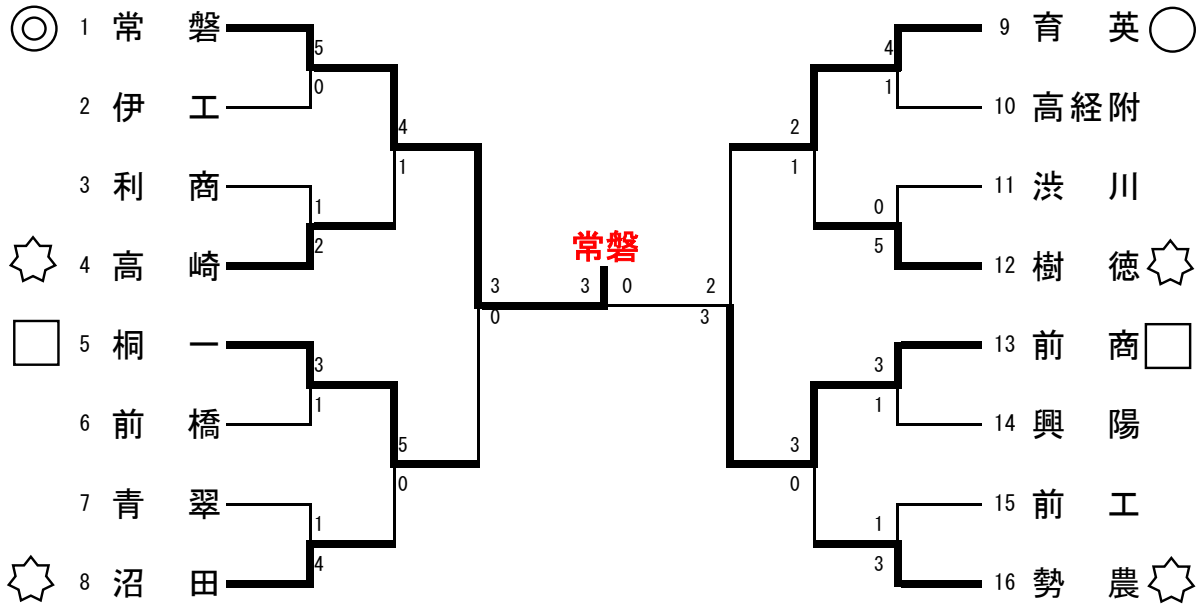 1 常磐 9 育英
5 4
0 1
2 伊工 10 高経附
4 2
1 1
3 利商 11 渋川
1 0
2 5
常磐
4 高崎 12 樹徳
3 3 0 2
0 3
5 桐一 13 前商
3 3
1 1
6 前橋 14 興陽
5 3
0 0
7 青翠 15 前工
1 1
4 3
8 沼田 16 勢農